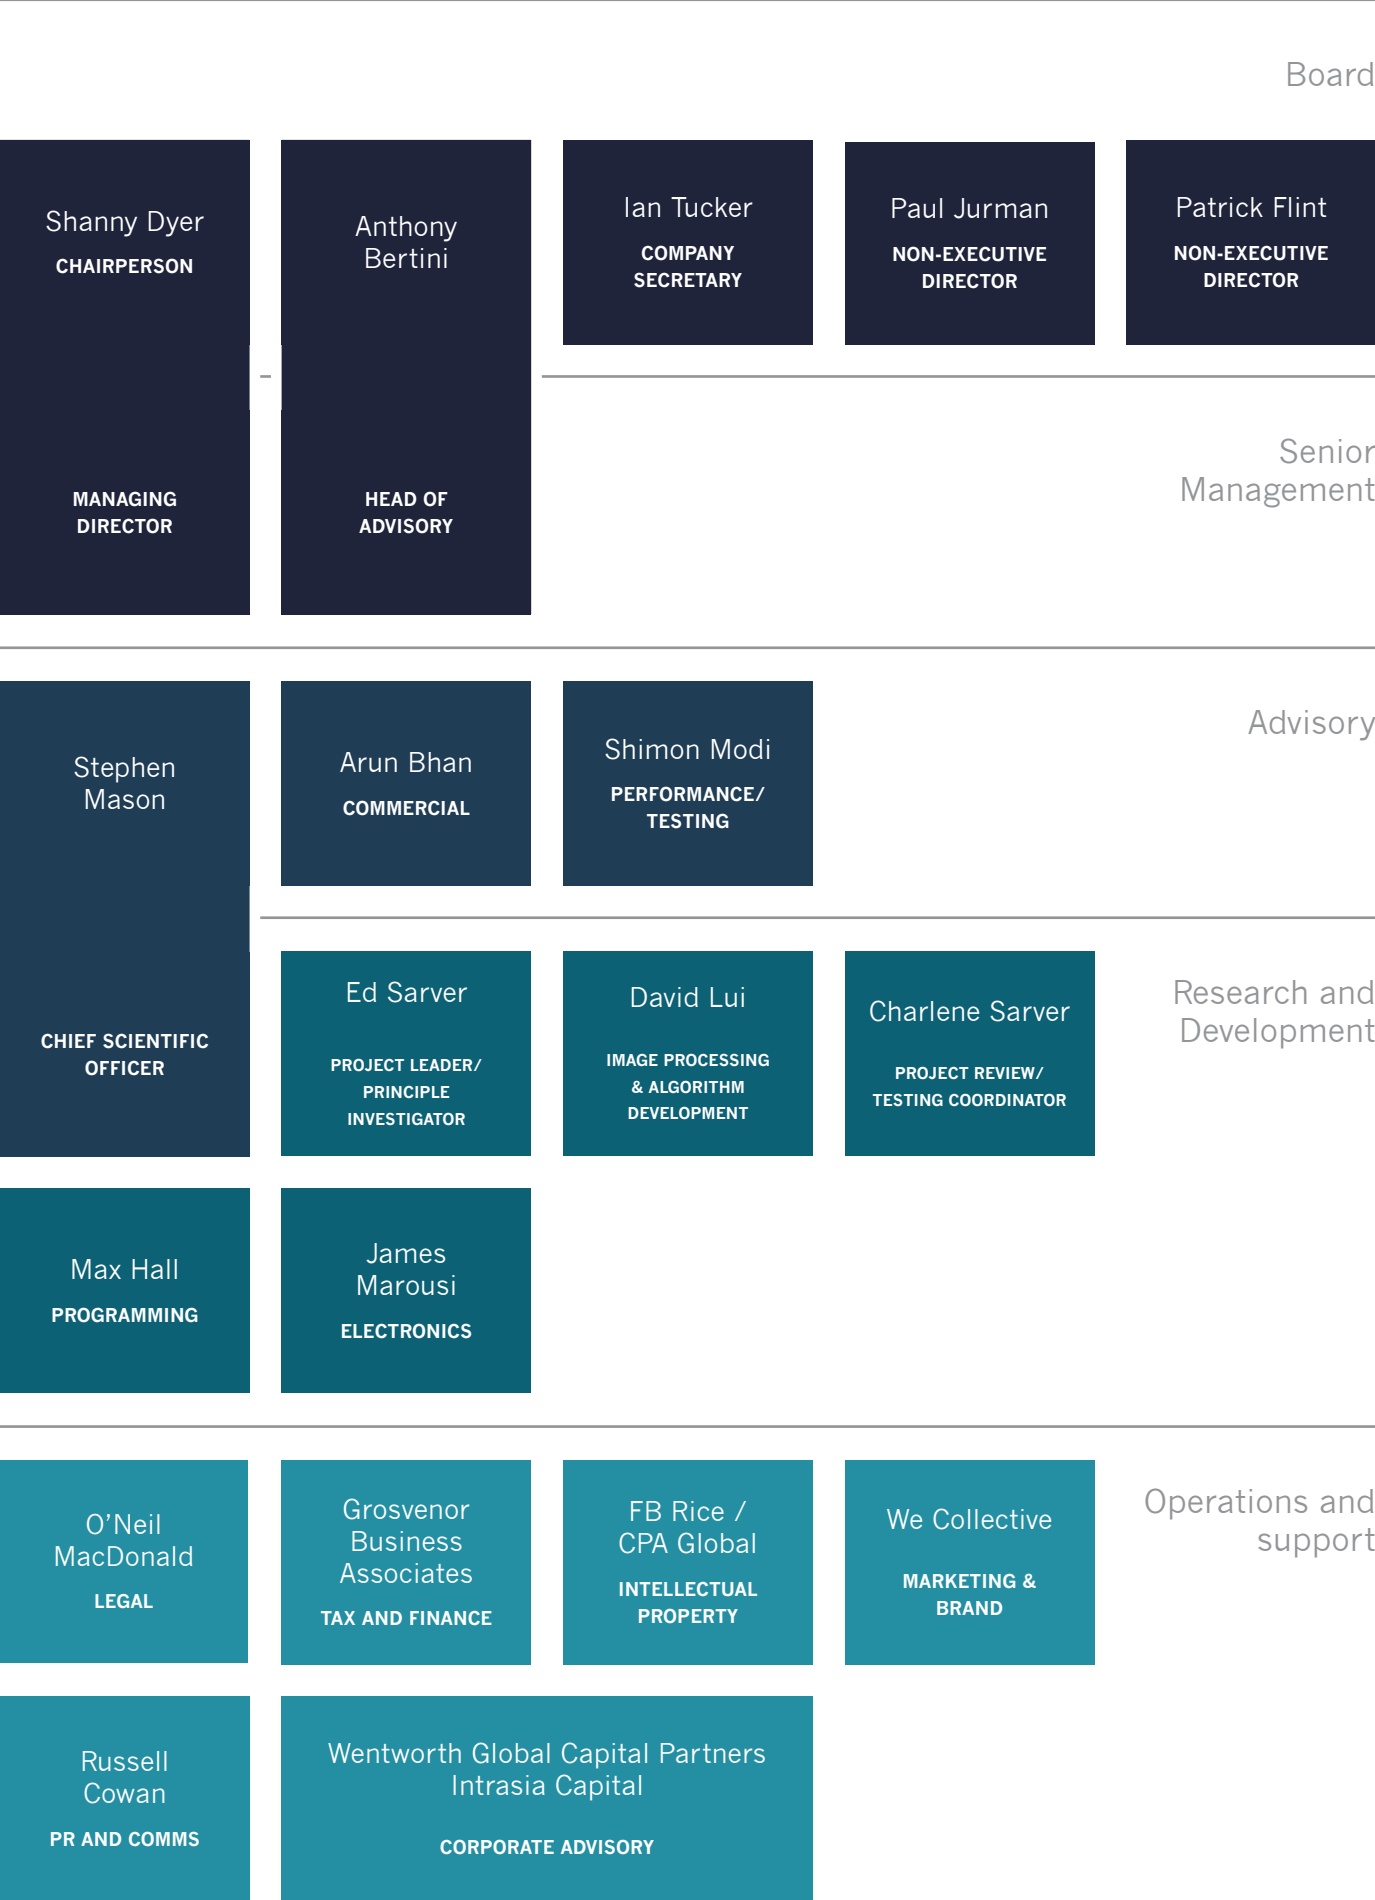 Board
Shanny Dyer
CHAIRPERSON
Anthony
Bertini
Ian Tucker
COMPANY
SECRETARY
Paul Jurman
NON-EXECUTIVE
DIRECTOR
Patrick Flint
NON-EXECUTIVE
DIRECTOR
Senior
Management
MANAGING
DIRECTOR
HEAD OF
ADVISORY
Advisory
Stephen
Mason
Arun Bhan
COMMERCIAL
Shimon Modi
PERFORMANCE/
TESTING
Research and
Development
CHIEF SCIENTIFIC
OFFICER
Ed Sarver
PROJECT LEADER/
PRINCIPLE
INVESTIGATOR
David Lui
IMAGE PROCESSING
& ALGORITHM
DEVELOPMENT
Charlene Sarver
PROJECT REVIEW/
TESTING COORDINATOR
Max Hall
PROGRAMMING
James
Marousi
ELECTRONICS
Operations and
support
O’Neil
MacDonald
LEGAL
Grosvenor
Business
Associates
TAX AND FINANCE
FB Rice /
CPA Global
INTELLECTUAL
PROPERTY
We Collective
MARKETING &
BRAND
Russell
Cowan
PR AND COMMS
Wentworth Global Capital Partners
Intrasia Capital
CORPORATE ADVISORY